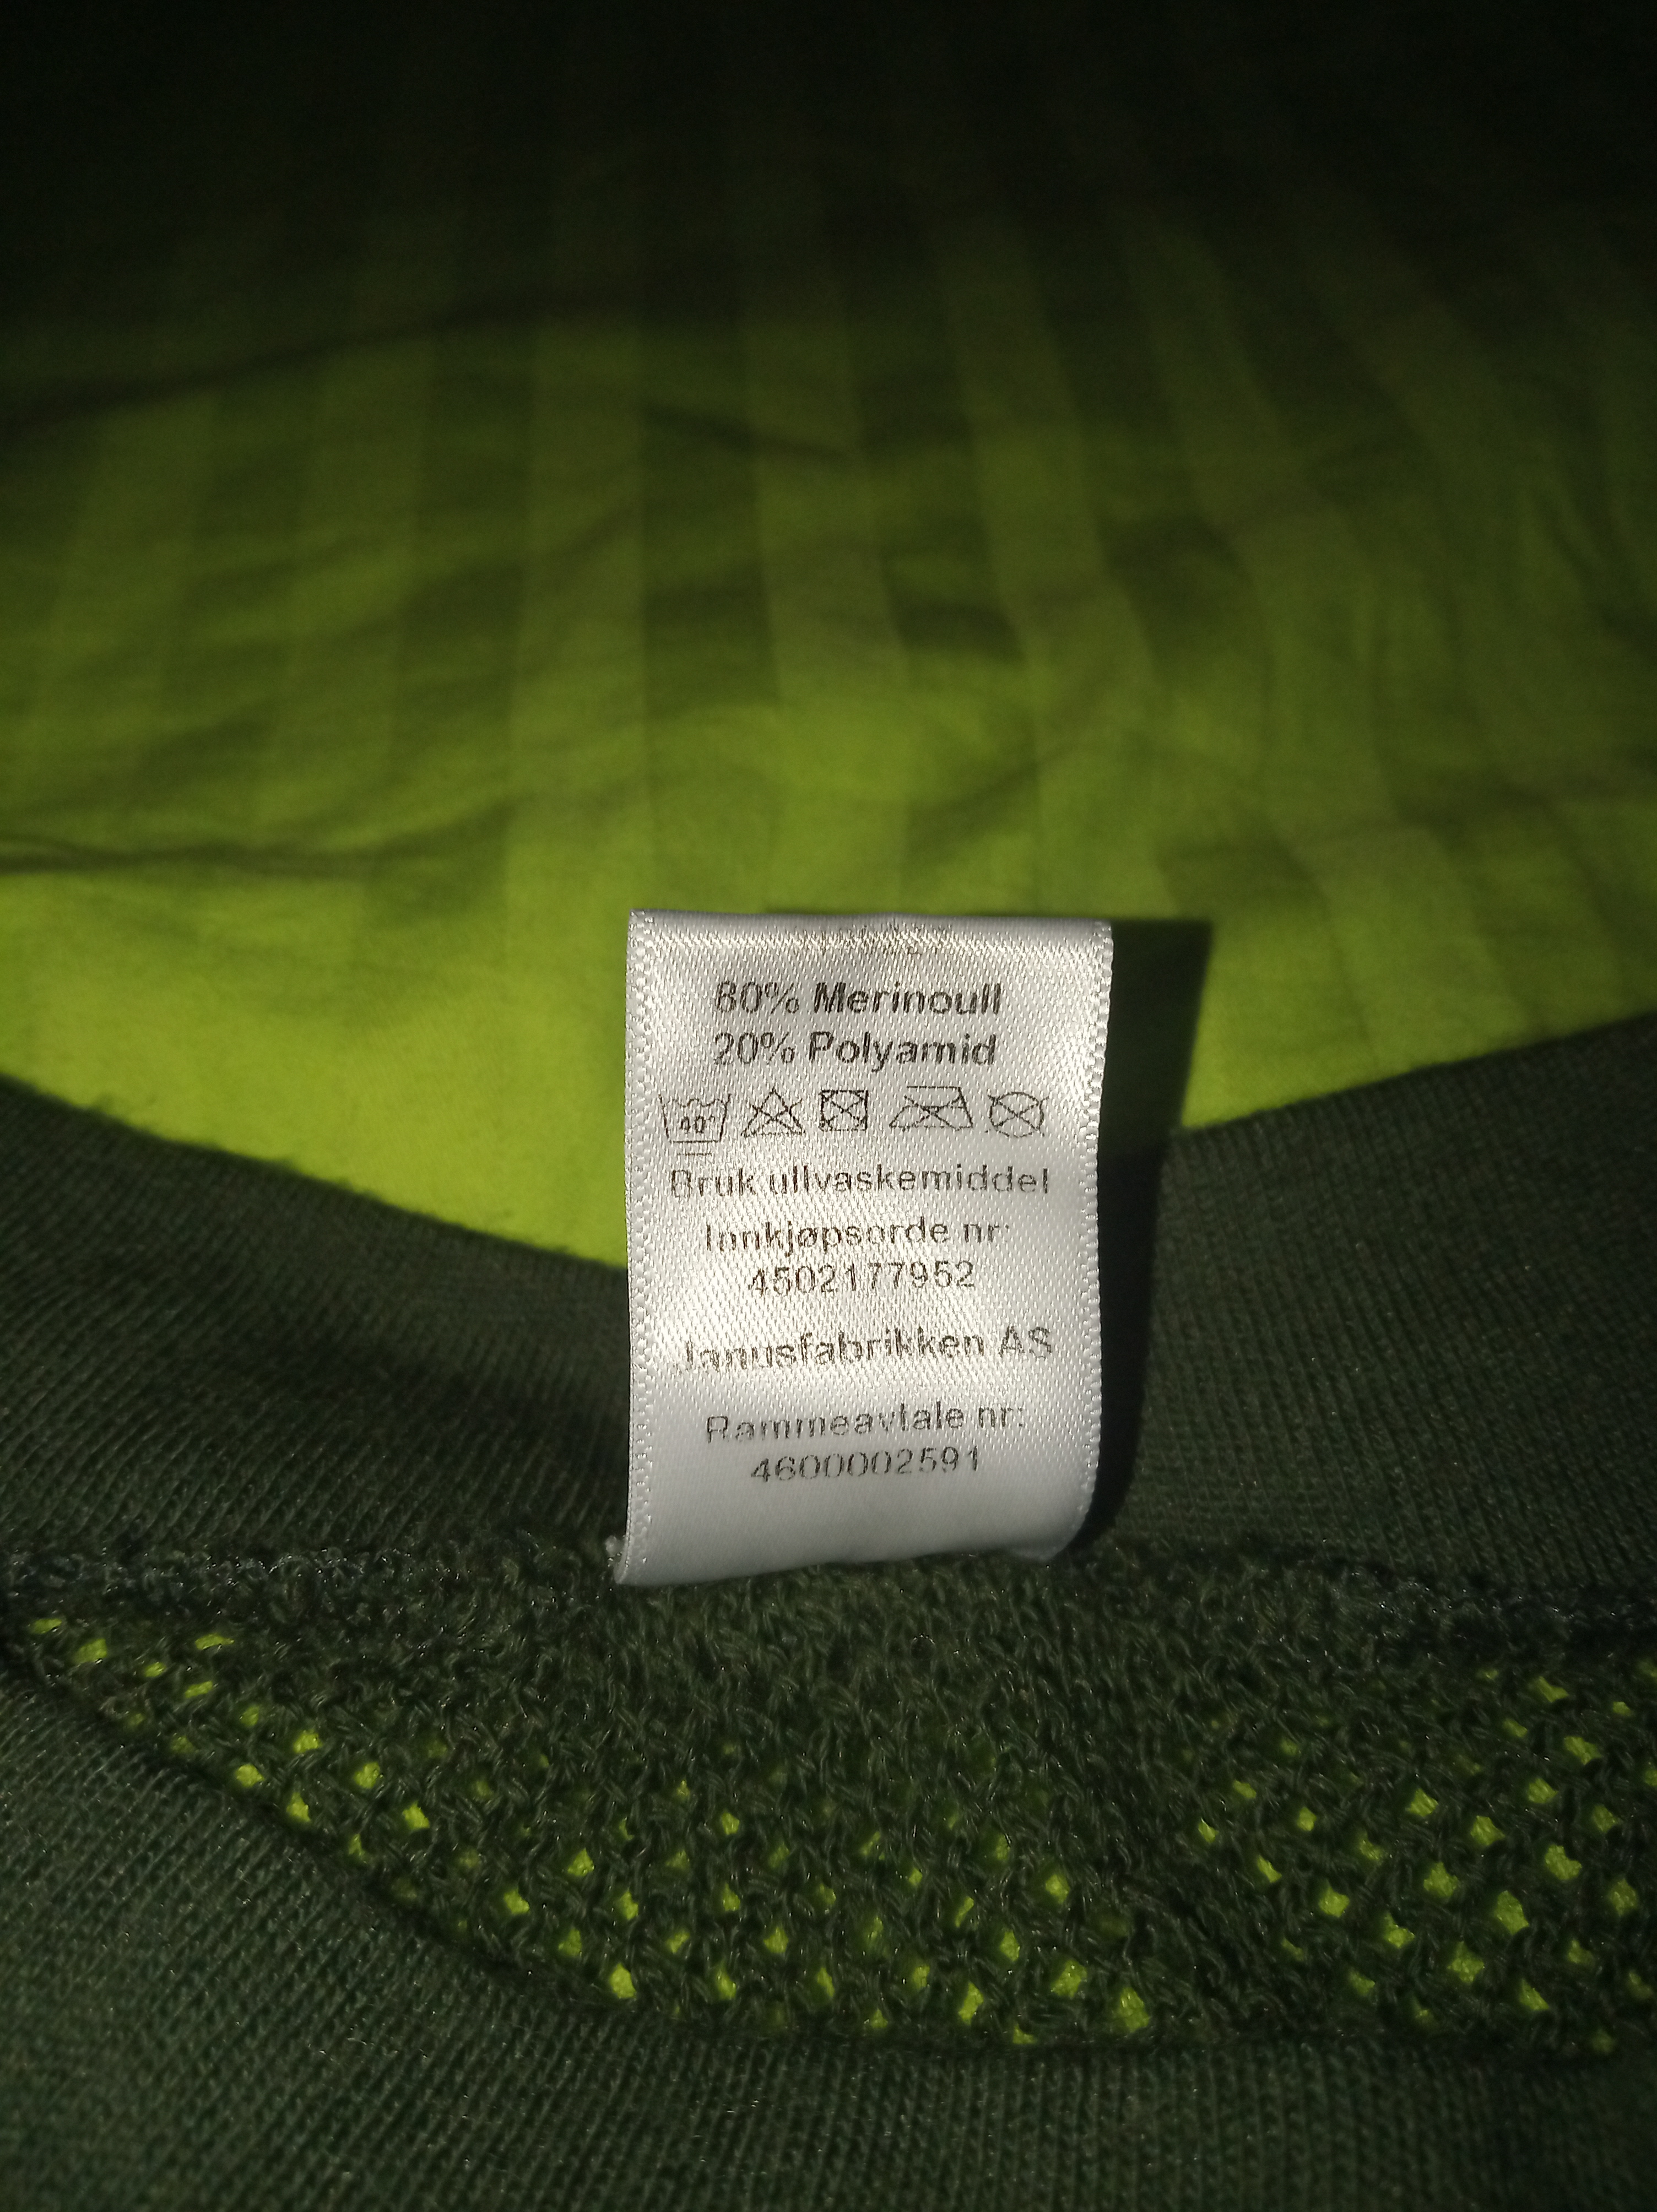 80% Merinoull
20% Polyamid
40°
Bruk ullvaskemiddel
Innkjøpsorde nr:
4502177952
Janusfabrikken AS
Rammeavtale nr:
4600002591